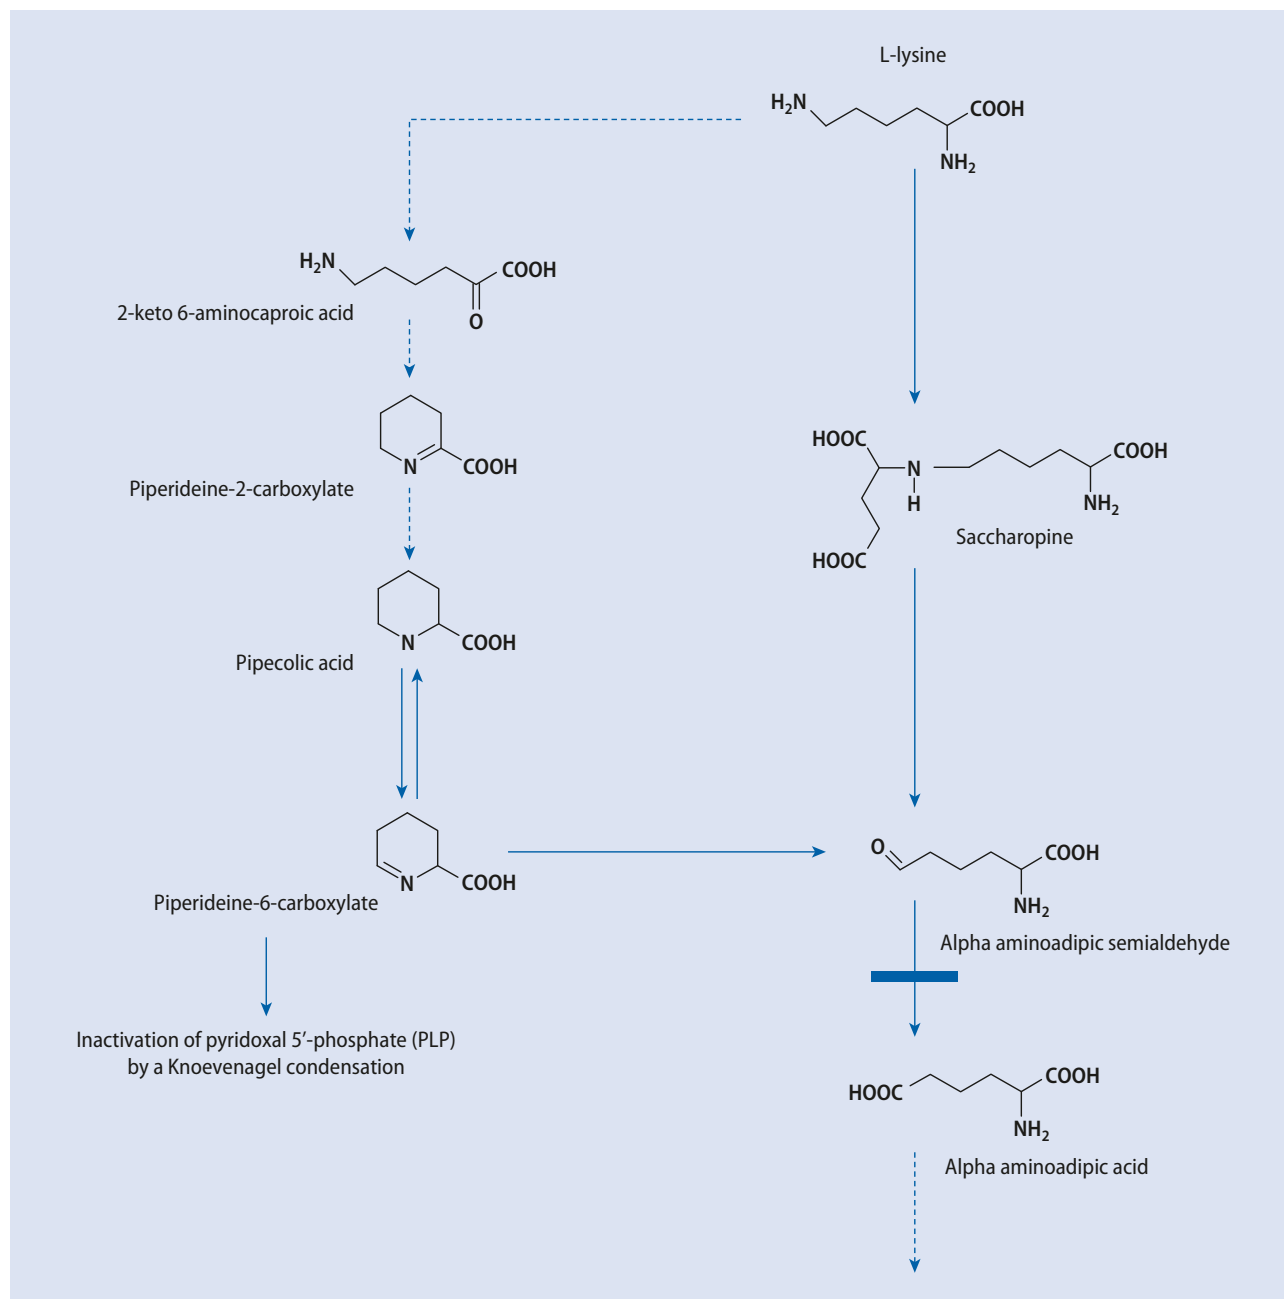 L-lysine
H₂N
COOH
NH₂
H₂N
COOH
O
2-keto 6-aminocaproic acid
N
COOH
Piperideine-2-carboxylate
HOOC
N
H
COOH
NH₂
HOOC
Saccharopine
N
COOH
Pipecolic acid
N
COOH
Piperideine-6-carboxylate
O
COOH
NH₂
Alpha aminoadipic semialdehyde
Inactivation of pyridoxal 5′-phosphate (PLP)
by a Knoevenagel condensation
HOOC
COOH
NH₂
Alpha aminoadipic acid